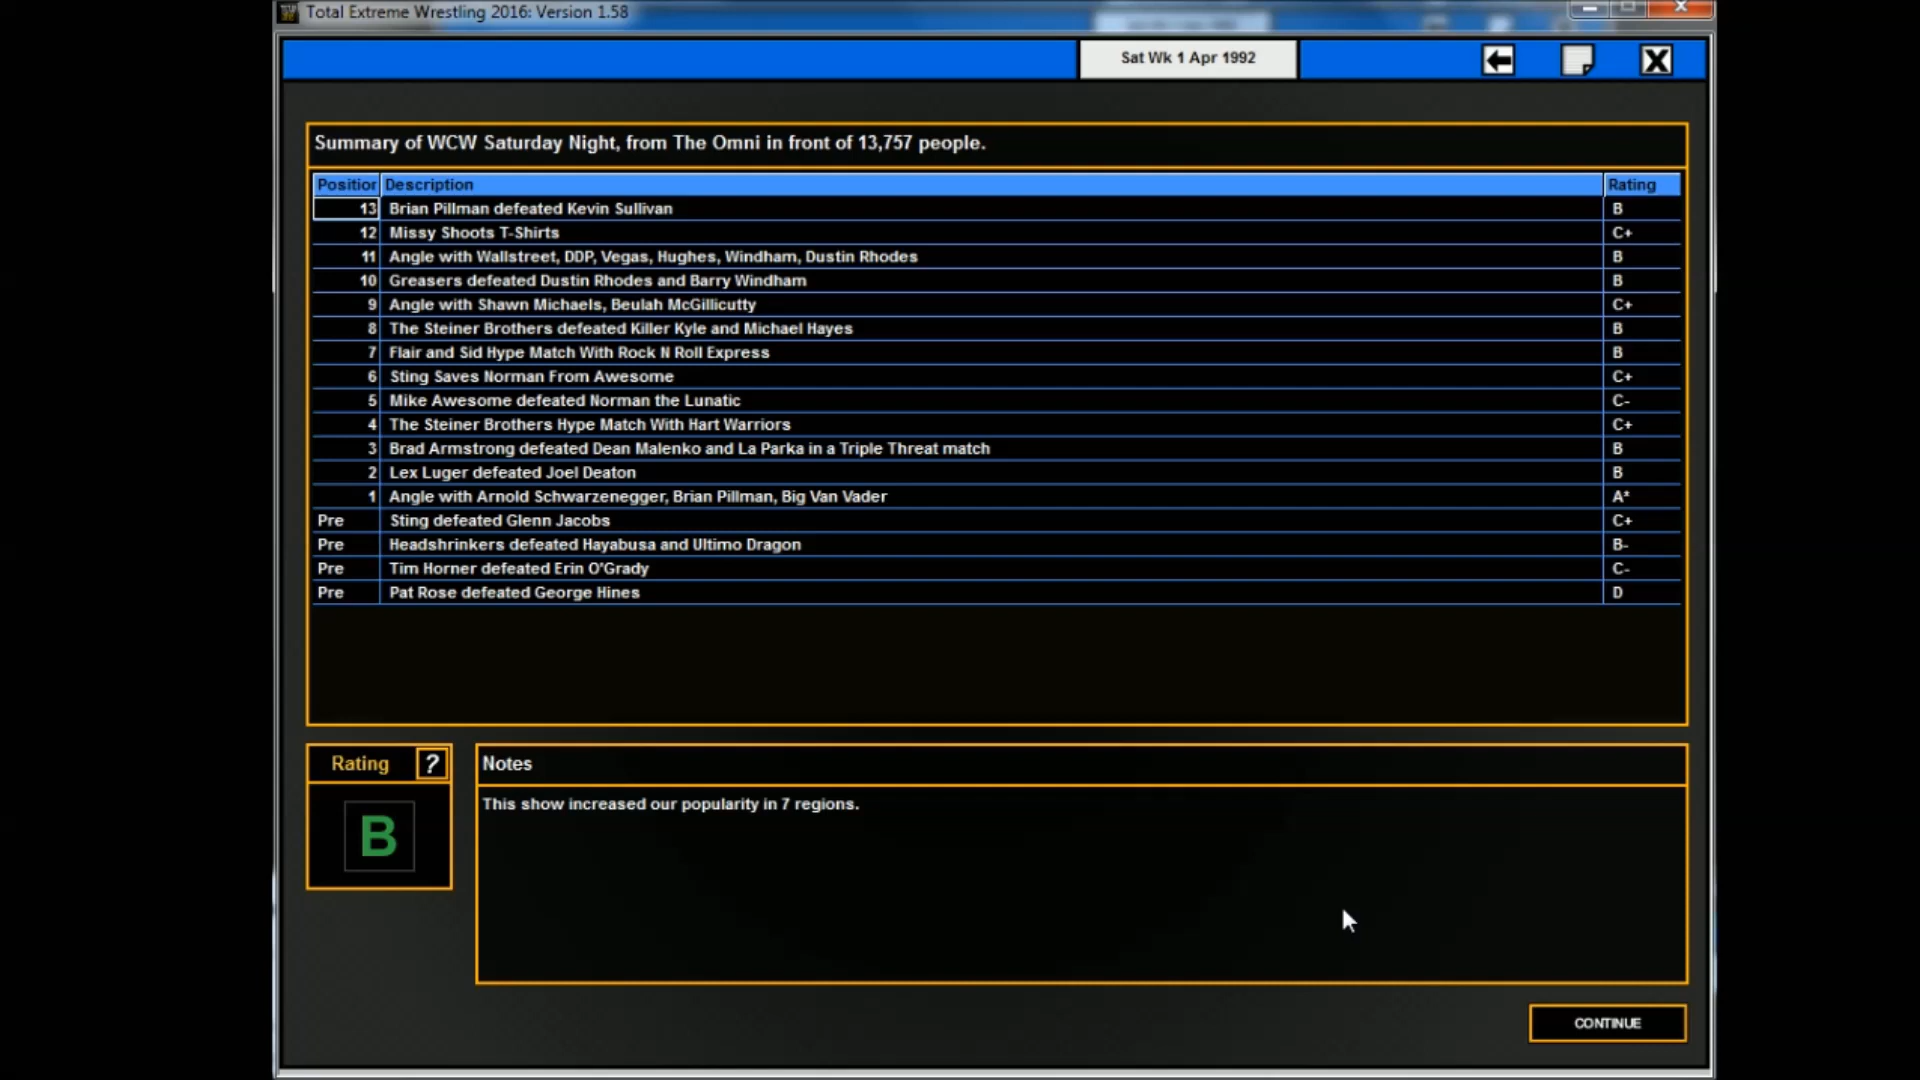 Total Extreme Wrestling 2016: Version 1.58
Sat Wk 1 Apr 1992
Summary of WCW Saturday Night, from The Omni in front of 13,757 people.
Position Description Rating
13 Brian Pillman defeated Kevin Sullivan B
12 Missy Shoots T-Shirts C+
11 Angle with Wallstreet, DDP, Vegas, Hughes, Windham, Dustin Rhodes B
10 Greasers defeated Dustin Rhodes and Barry Windham B
9 Angle with Shawn Michaels, Beulah McGillicutty C+
8 The Steiner Brothers defeated Killer Kyle and Michael Hayes B
7 Flair and Sid Hype Match With Rock N Roll Express B
6 Sting Saves Norman From Awesome C+
5 Mike Awesome defeated Norman the Lunatic C-
4 The Steiner Brothers Hype Match With Hart Warriors C+
3 Brad Armstrong defeated Dean Malenko and La Parka in a Triple Threat match B
2 Lex Luger defeated Joel Deaton B
1 Angle with Arnold Schwarzenegger, Brian Pillman, Big Van Vader A*
Pre Sting defeated Glenn Jacobs C+
Pre Headshrinkers defeated Hayabusa and Ultimo Dragon B-
Pre Tim Horner defeated Erin O'Grady C-
Pre Pat Rose defeated George Hines D
Rating ?
B
Notes
This show increased our popularity in 7 regions.
CONTINUE